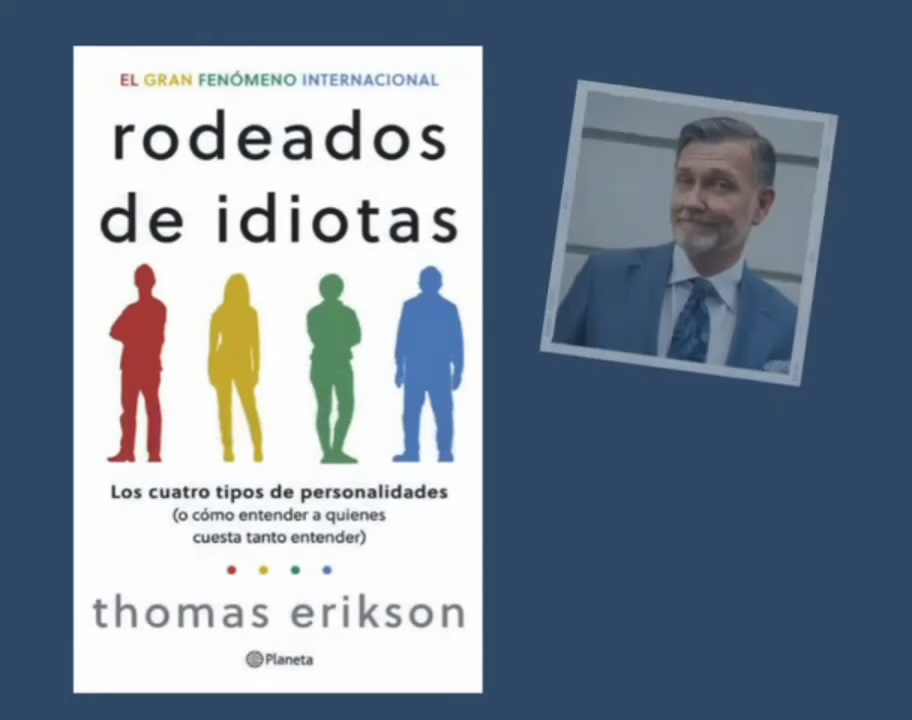 EL GRAN FENÓMENO INTERNACIONAL
rodeados
de idiotas
Los cuatro tipos de personalidades
(o cómo entender a quienes
cuesta tanto entender)
thomas erikson
Planeta